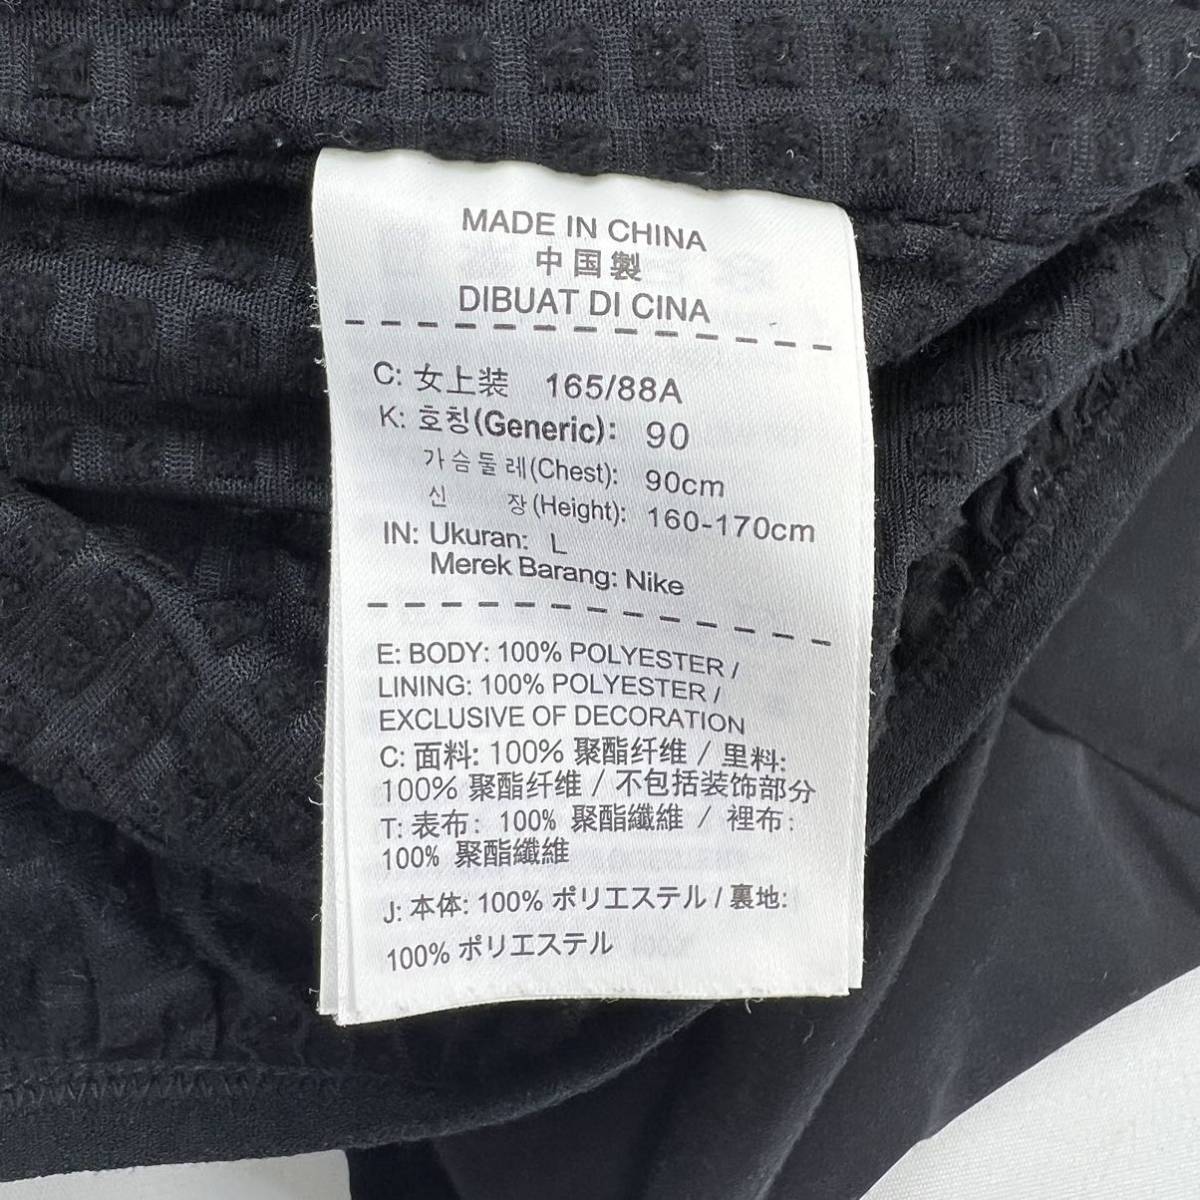 MADE IN CHINA
中国製
DIBUAT DI CINA
C: 女上装 165/88A
K: 호칭(Generic): 90
가슴둘레(Chest): 90cm
신 장(Height): 160-170cm
IN: Ukuran: L
Merek Barang: Nike
E: BODY: 100% POLYESTER /
LINING: 100% POLYESTER /
EXCLUSIVE OF DECORATION
C: 面料: 100% 聚酯纤维 / 里料:
100% 聚酯纤维 / 不包括装饰部分
T: 表布: 100% 聚酯纖維 / 裡布:
100% 聚酯纖維
J: 本体: 100% ポリエステル / 裏地:
100% ポリエステル